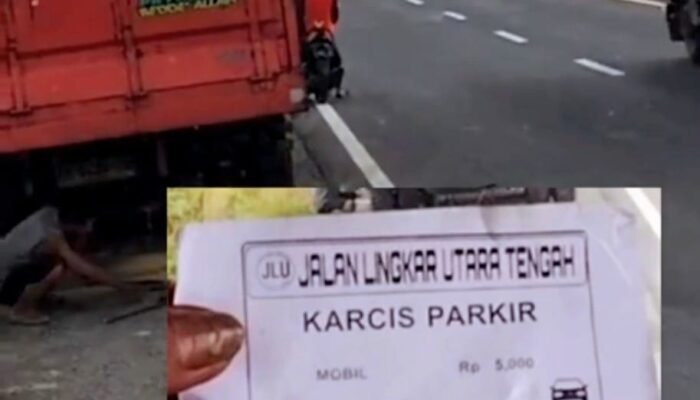 JLU JALAN LINGKAR UTARA TENGAH
KARCIS PARKIR
MOBIL Rp 5,000